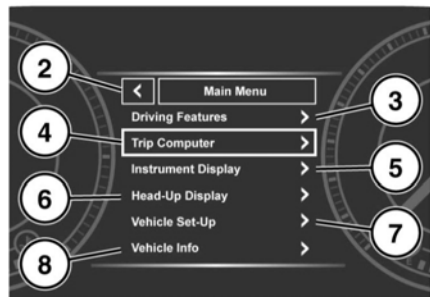 2
Main Menu
3
Driving Features
4
Trip Computer
Instrument Display
5
6
Head-Up Display
Vehicle Set-Up
7
Vehicle Info
8